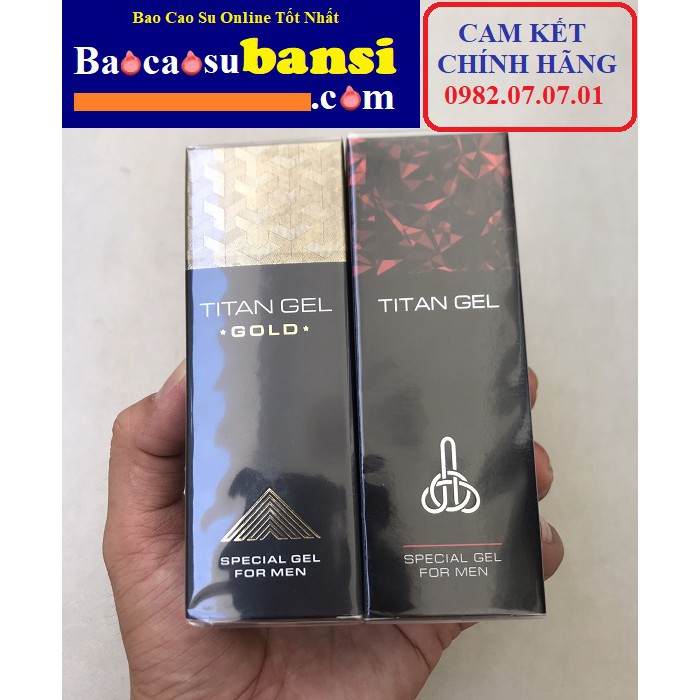 Bao Cao Su Online Tốt Nhất
Baocaosubansi
.com
CAM KẾT
CHÍNH HÃNG
0982.07.07.01
TITAN GEL
GOLD
SPECIAL GEL
FOR MEN
TITAN GEL
SPECIAL GEL
FOR MEN